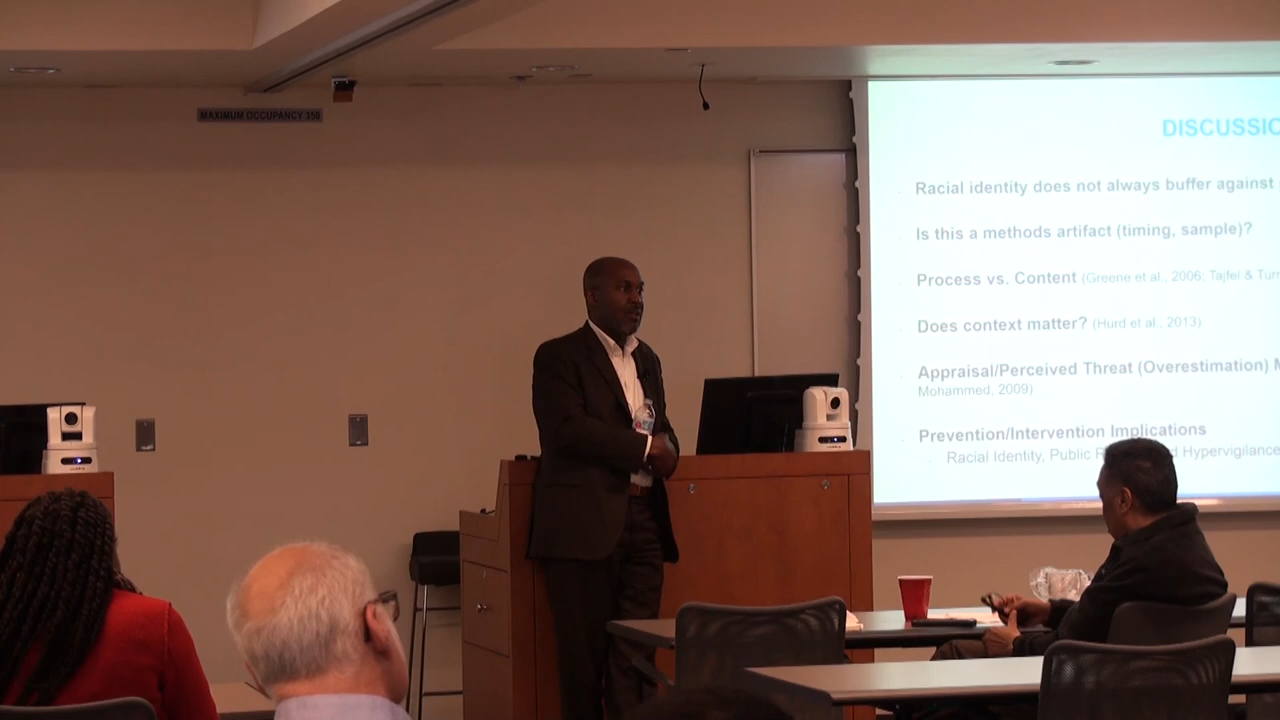 MAXIMUM OCCUPANCY 350
DISCUSSIO
Racial identity does not always buffer against
Is this a methods artifact (timing, sample)?
Process vs. Content (Greene et al., 2006; Tajfel & Turn
Does context matter? (Hurd et al., 2013)
Appraisal/Perceived Threat (Overestimation) M
Mohammed, 2009)
Prevention/Intervention Implications
Racial Identity, Public R d Hypervigilance